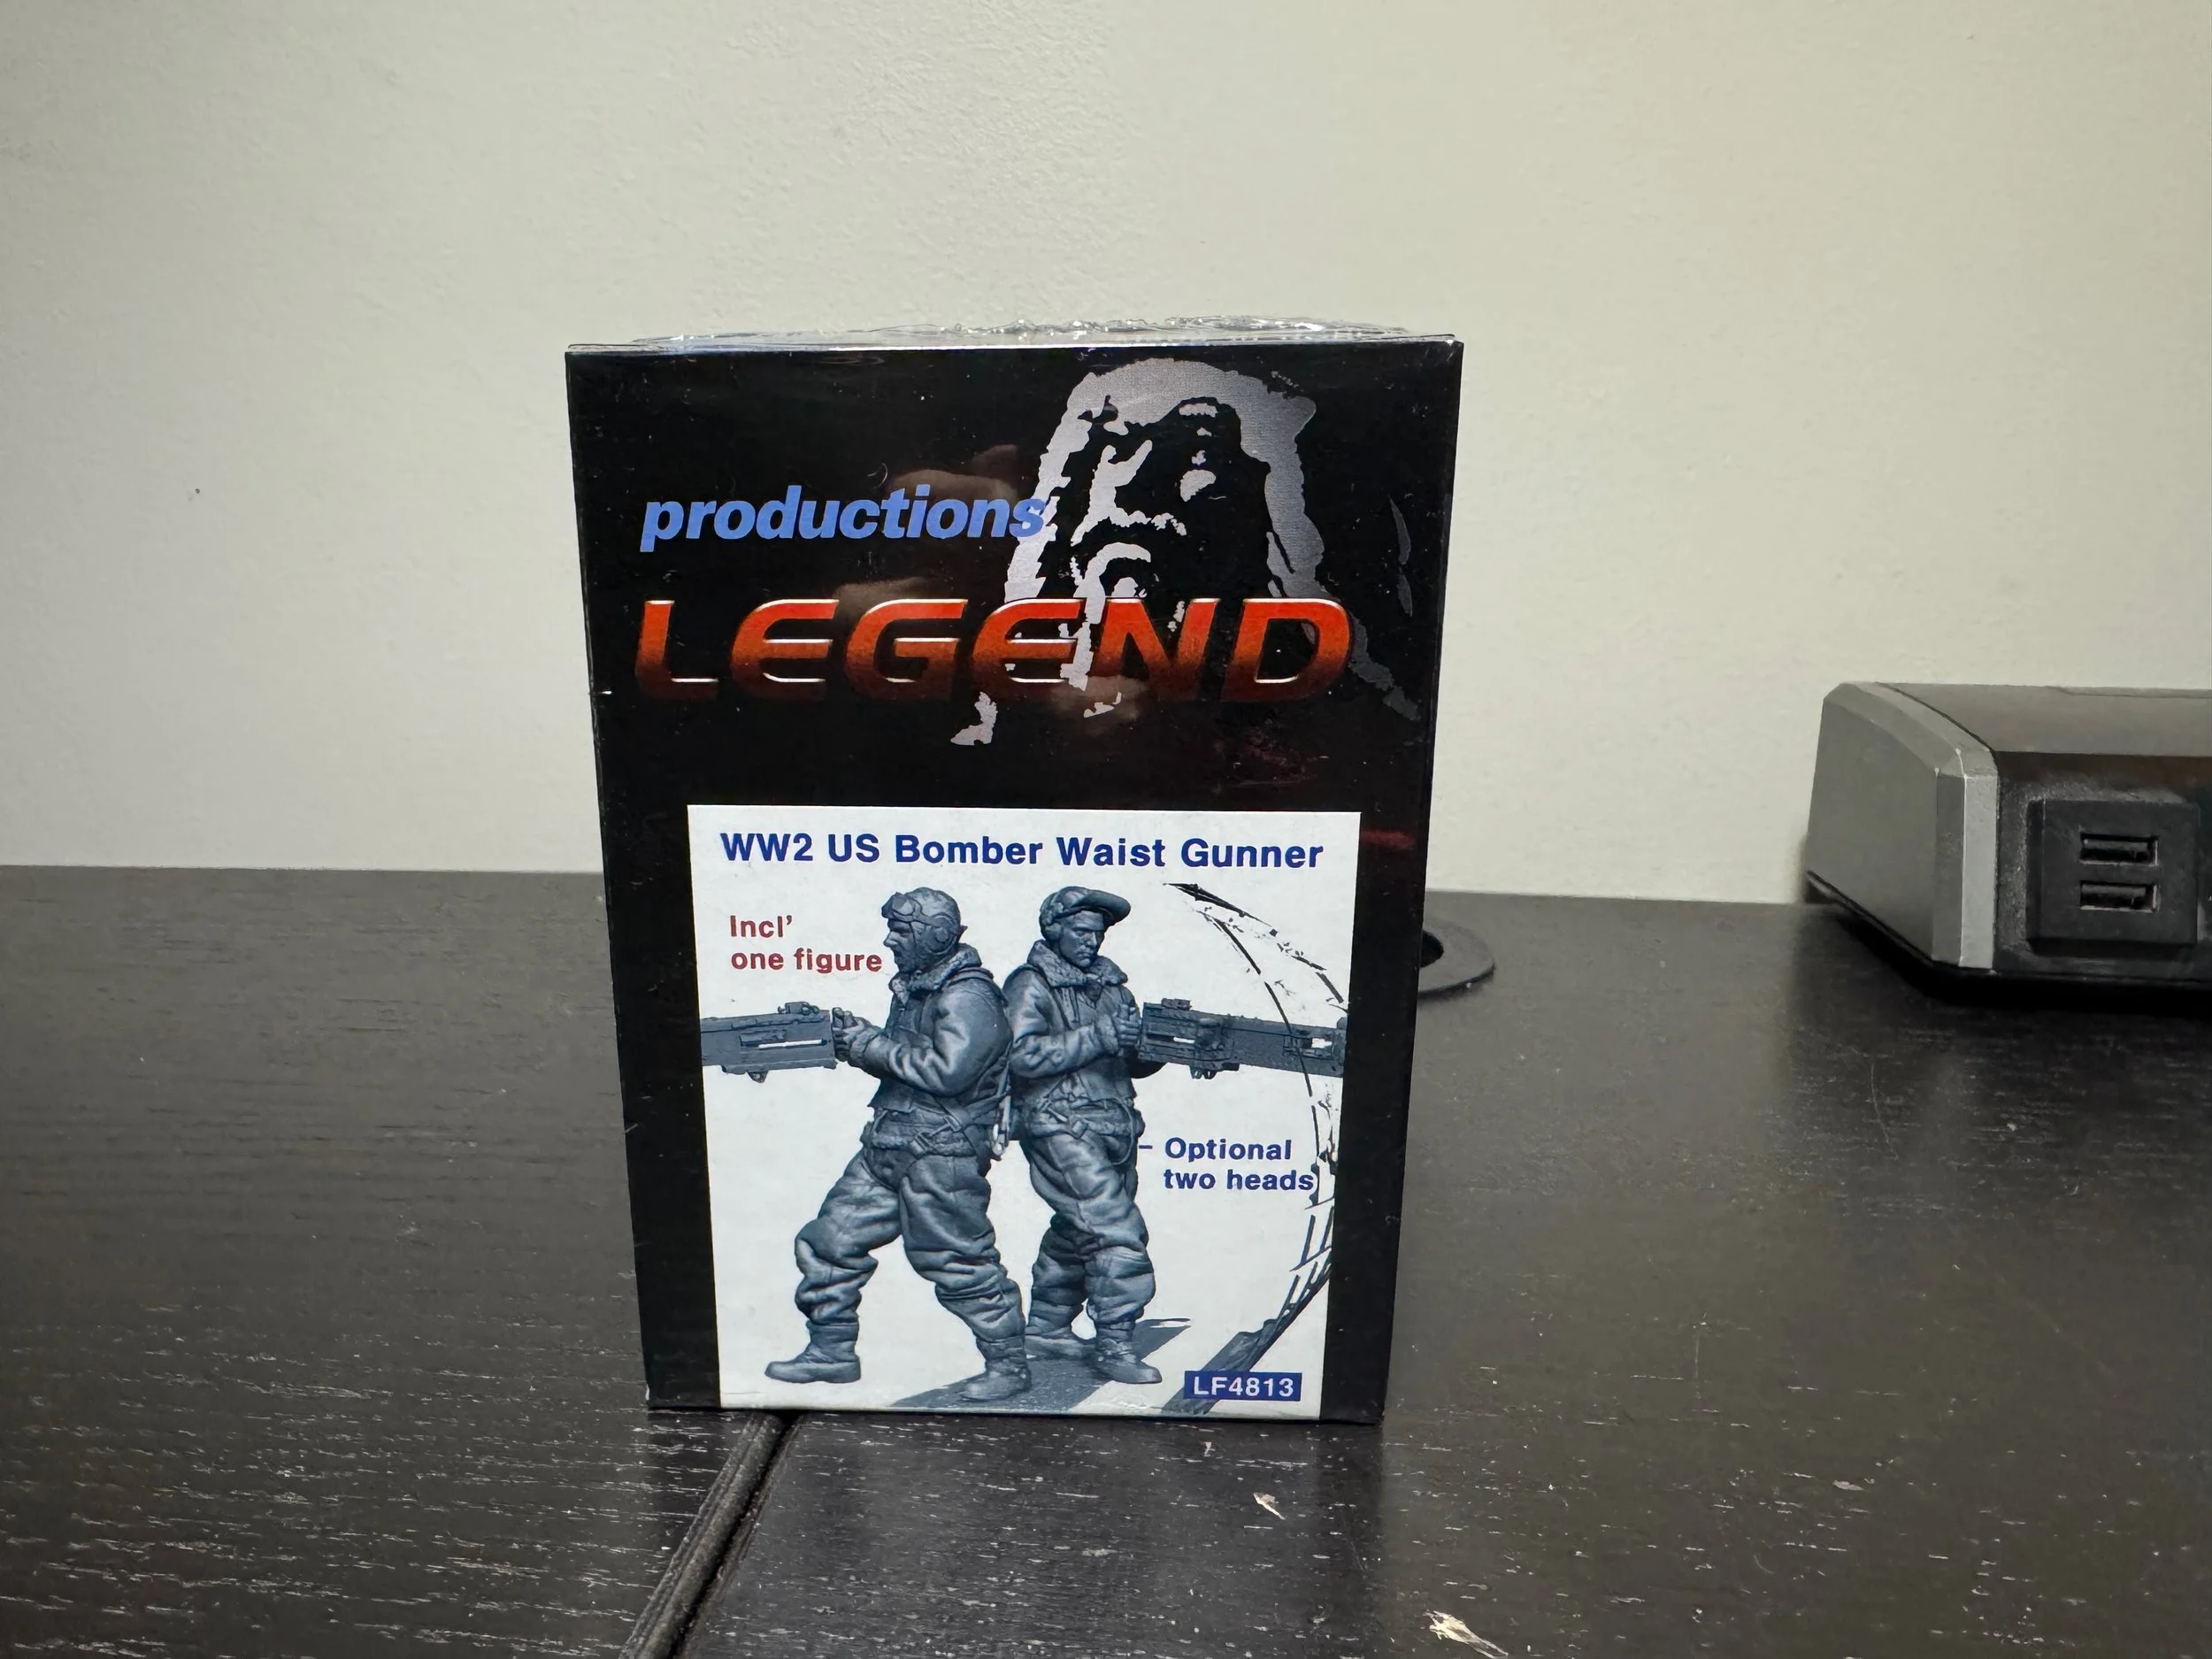 productions
LEGEND
WW2 US Bomber Waist Gunner
Incl'
one figure
- Optional
two heads
LF4813